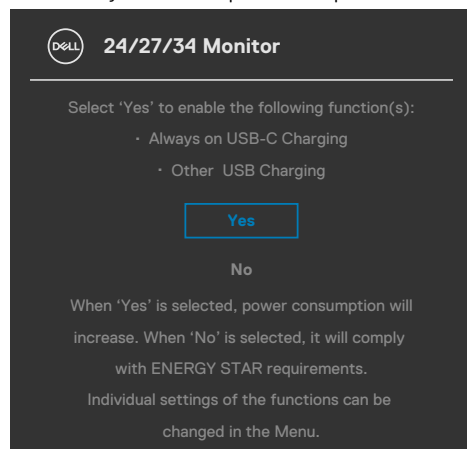 DELL
24/27/34 Monitor
Select ‘Yes’ to enable the following function(s):
· Always on USB-C Charging
· Other USB Charging
Yes
No
When ‘Yes’ is selected, power consumption will
increase. When ‘No’ is selected, it will comply
with ENERGY STAR requirements.
Individual settings of the functions can be
changed in the Menu.